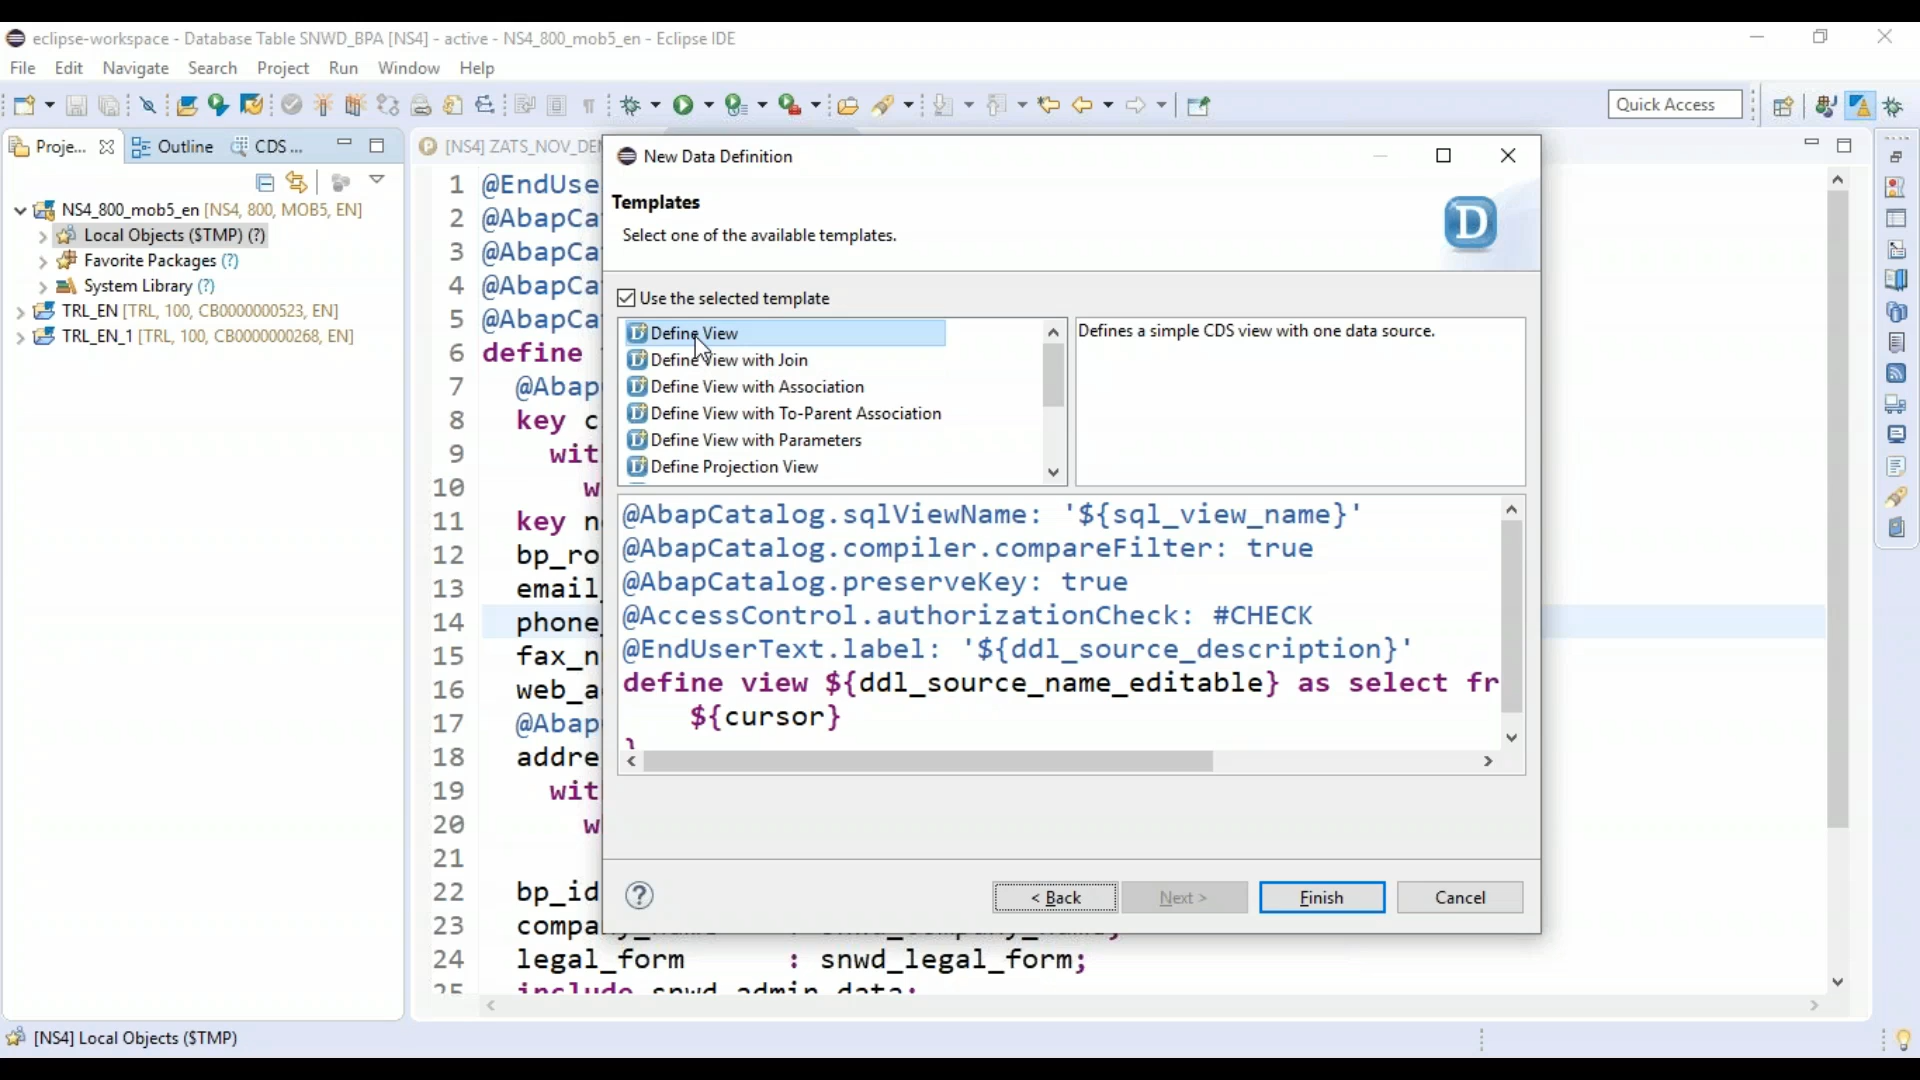 eclipse-workspace - Database Table SNWD_BPA [NS4] - active - NS4_800_mob5_en - Eclipse IDE
File Edit Navigate Search Project Run Window Help
Quick Access
Proje... Outline CDS ...
[NS4] ZATS_NOV_DE
NS4_800_mob5_en [NS4, 800, MOB5, EN]
Local Objects ($TMP) (?)
Favorite Packages (?)
System Library (?)
TRL_EN [TRL, 100, CB0000000523, EN]
TRL_EN_1 [TRL, 100, CB0000000268, EN]
1 @EndUse
2 @AbapCa
3 @AbapCa
4 @AbapCa
5 @AbapCa
6 define
7 @Abap
8 key c
9 wit
10 w
11 key n
12 bp_ro
13 email_
14 phone_
15 fax_n
16 web_a
17 @Abap
18 addre
19 wit
20 w
21
22 bp_id
23 compa
24 legal_form : snwd_legal_form;
25 include snwd_admin_data;
New Data Definition
Templates
Select one of the available templates.
D
Use the selected template
Define View
Define View with Join
Define View with Association
Define View with To-Parent Association
Define View with Parameters
Define Projection View
Defines a simple CDS view with one data source.
@AbapCatalog.sqlViewName: '${sql_view_name}'
@AbapCatalog.compiler.compareFilter: true
@AbapCatalog.preserveKey: true
@AccessControl.authorizationCheck: #CHECK
@EndUserText.label: '${ddl_source_description}'
define view ${ddl_source_name_editable} as select fr
${cursor}
}
< Back Next > Finish Cancel
[NS4] Local Objects ($TMP)